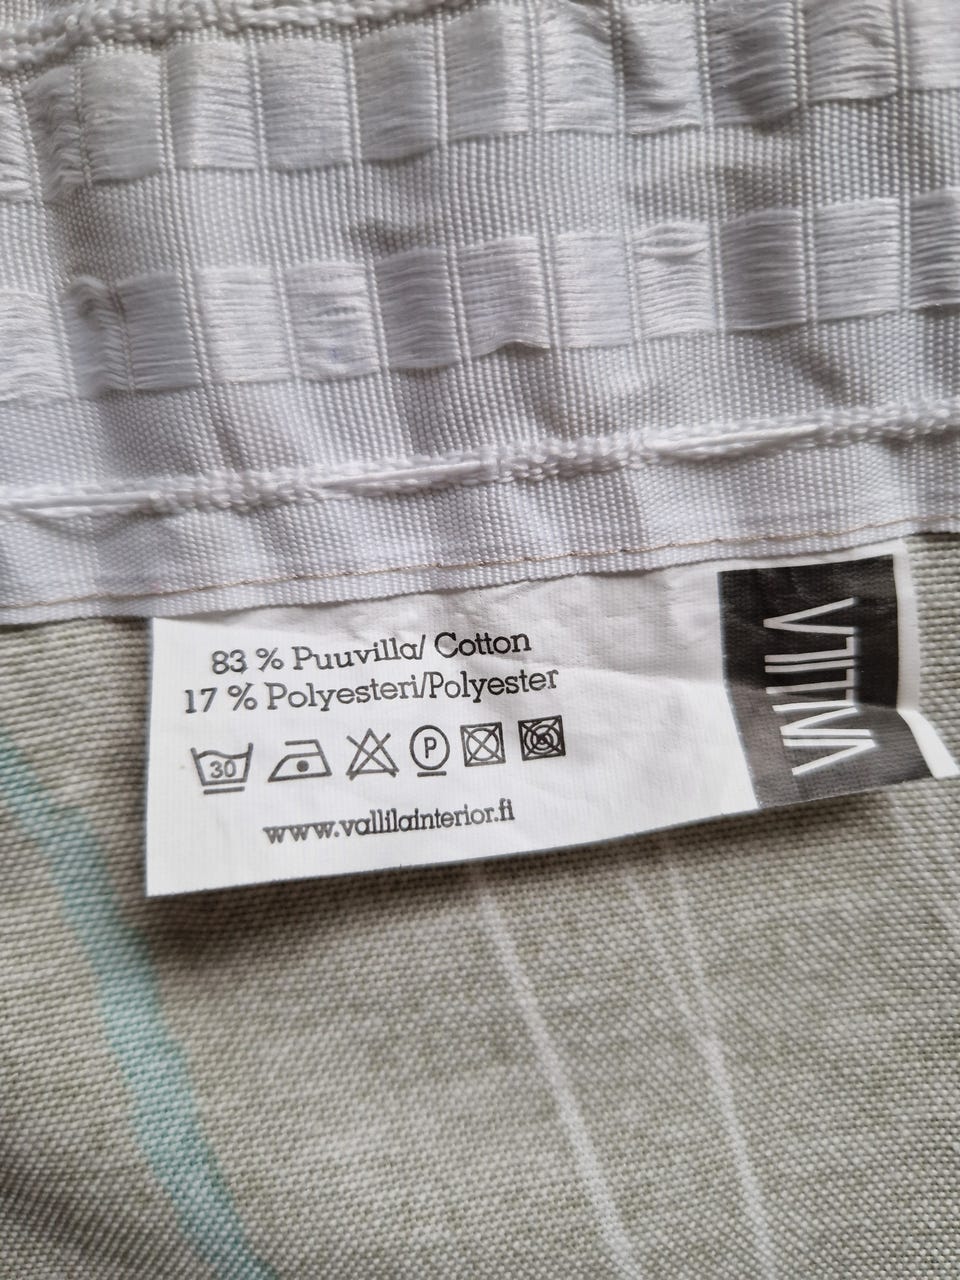 83 % Puuvilla/ Cotton
17 % Polyesteri/Polyester
30
P
www.vallilainterior.fi
VALLILA